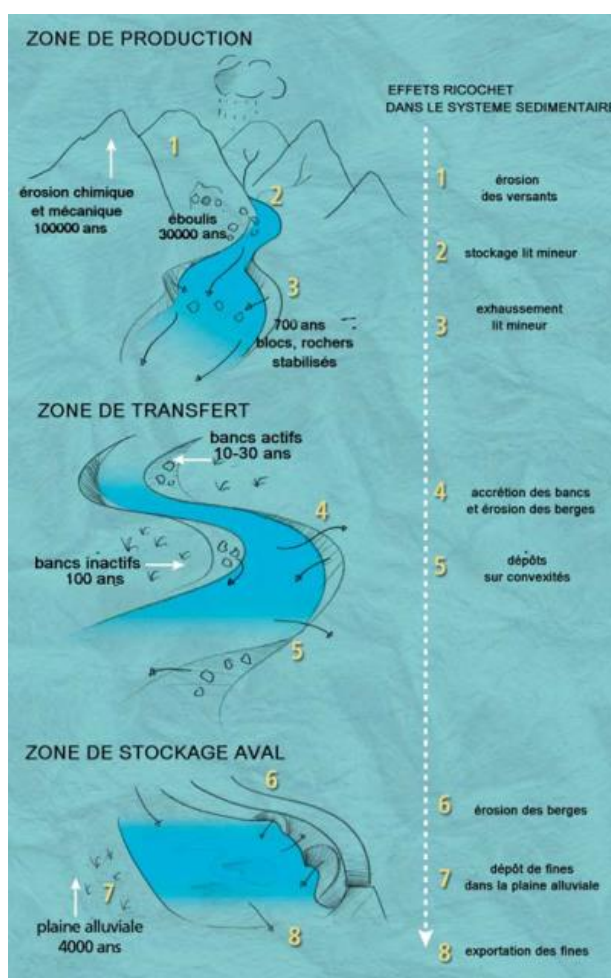 ZONE DE PRODUCTION
EFFETS RICOCHET
DANS LE SYSTEME SEDIMENTAIRE
1
érosion chimique
et mécanique
100000 ans
éboulis
30000 ans
2
3
700 ans
blocs, rochers
stabilisés
1
érosion
des versants
2
stockage lit mineur
3
exhaussement
lit mineur
ZONE DE TRANSFERT
bancs actifs
10-30 ans
4
bancs inactifs
100 ans
5
4
accrétion des bancs
et érosion des berges
5
dépôts
sur convexités
ZONE DE STOCKAGE AVAL
6
7
plaine alluviale
4000 ans
8
6
érosion des berges
7
dépôt de fines
dans la plaine alluviale
8
exportation des fines